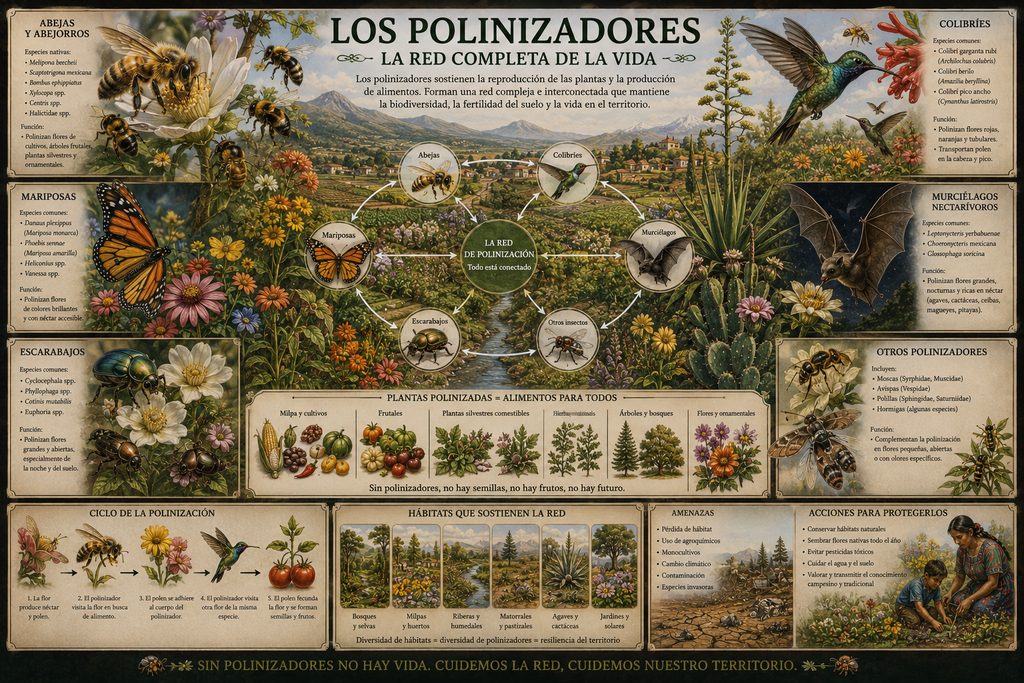 LOS POLINIZADORES
LA RED COMPLETA DE LA VIDA
Los polinizadores sostienen la reproducción de las plantas y la producción
de alimentos. Forman una red compleja e interconectada que mantiene
la biodiversidad, la fertilidad del suelo y la vida en el territorio.
ABEJAS
Y ABEJORROS
Especies nativas:
• Melipona beecheii
• Scaptotrigona mexicana
• Bombus ephippiatus
• Xylocopa spp.
• Centris spp.
• Halictidae spp.
Función:
• Polinizan flores de
cultivos, árboles frutales,
plantas silvestres y
ornamentales.
COLIBRÍES
Especies comunes:
• Colibrí garganta rubí
(Archilochus colubris)
• Colibrí berilo
(Amazilia beryllina)
• Colibrí pico ancho
(Cynanthus latirostris)
Función:
• Polinizan flores rojas,
naranjas y tubulares.
• Transportan polen
en la cabeza y pico.
MARIPOSAS
Especies comunes:
• Danaus plexippus
(Mariposa monarca)
• Phoebis sennae
(Mariposa amarilla)
• Heliconius spp.
• Vanessa spp.
Función:
• Polinizan flores
de colores brillantes
y con néctar accesible.
Abejas
Colibríes
Mariposas
LA RED
DE POLINIZACIÓN
Todo está conectado
Murciélagos
Escarabajos
Otros insectos
MURCIÉLAGOS
NECTARÍVOROS
Especies comunes:
• Leptonycteris yerbabuenae
• Choeronycteris mexicana
• Glossophaga soricina
Función:
• Polinizan flores grandes,
nocturnas y ricas en néctar
(agaves, cactáceas, ceibas,
magueyes, pitayas).
ESCARABAJOS
Especies comunes:
• Cyclocephala spp.
• Phyllophaga spp.
• Cotinis mutabilis
• Euphoria spp.
Función:
• Polinizan flores
grandes y abiertas,
especialmente de
la noche y del suelo.
PLANTAS POLINIZADAS = ALIMENTOS PARA TODOS
Milpa y cultivos
Frutales
Plantas silvestres comestibles
Árboles y bosques
Flores y ornamentales
Sin polinizadores, no hay semillas, no hay frutos, no hay futuro.
OTROS POLINIZADORES
Incluyen:
• Moscas (Syrphidae, Muscidae)
• Avispas (Vespidae)
• Polillas (Sphingidae, Saturniidae)
• Hormigas (algunas especies)
Función:
• Complementan la polinización
en flores pequeñas, abiertas
o con olores específicos.
CICLO DE LA POLINIZACIÓN
1. La flor
produce néctar
y polen.
2. El polinizador
visita la flor en busca
de alimento.
3. El polen se adhiere
al cuerpo del
polinizador.
4. El polinizador visita
otra flor de la misma
especie.
5. El polen fecunda
la flor y se forman
semillas y frutos.
HÁBITATS QUE SOSTIENEN LA RED
Bosques
y selvas
Milpas
y huertos
Riberas y
humedales
Matorrales
y pastizales
Agaves y
cactáceas
Jardines y
solares
Diversidad de hábitats = diversidad de polinizadores = resiliencia del territorio
AMENAZAS
• Pérdida de hábitat
• Uso de agroquímicos
• Monocultivos
• Cambio climático
• Contaminación
• Especies invasoras
ACCIONES PARA PROTEGERLOS
• Conservar hábitats naturales
• Sembrar flores nativas todo el año
• Evitar pesticidas tóxicos
• Cuidar el agua y el suelo
• Valorar y transmitir el conocimiento
campesino y tradicional
SIN POLINIZADORES NO HAY VIDA. CUIDEMOS LA RED, CUIDEMOS NUESTRO TERRITORIO.